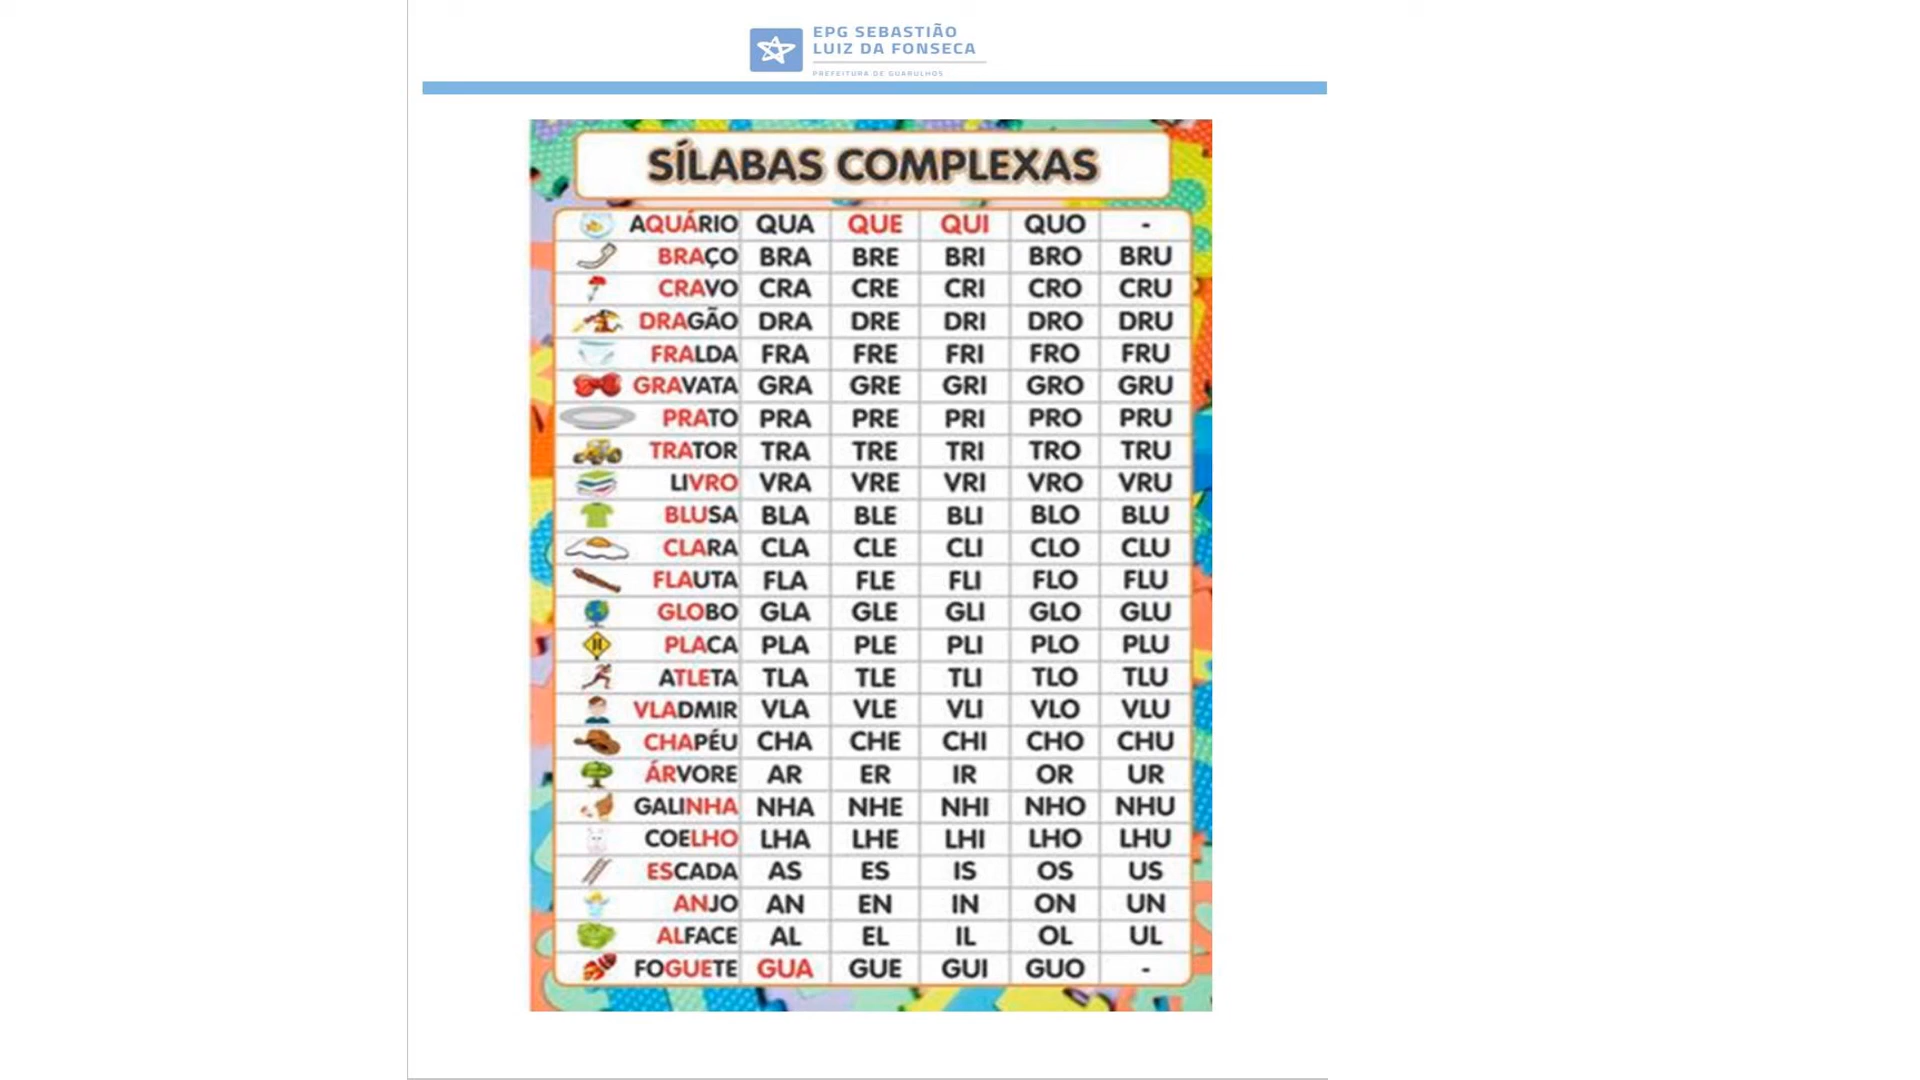 EPG SEBASTIÃO
LUIZ DA FONSECA
PREFEITURA DE GUARULHOS
SÍLABAS COMPLEXAS
AQUÁRIO QUA QUE QUI QUO -
BRAÇO BRA BRE BRI BRO BRU
CRAVO CRA CRE CRI CRO CRU
DRAGÃO DRA DRE DRI DRO DRU
FRALDA FRA FRE FRI FRO FRU
GRAVATA GRA GRE GRI GRO GRU
PRATO PRA PRE PRI PRO PRU
TRATOR TRA TRE TRI TRO TRU
LIVRO VRA VRE VRI VRO VRU
BLUSA BLA BLE BLI BLO BLU
CLARA CLA CLE CLI CLO CLU
FLAUTA FLA FLE FLI FLO FLU
GLOBO GLA GLE GLI GLO GLU
PLACA PLA PLE PLI PLO PLU
ATLETA TLA TLE TLI TLO TLU
VLADMIR VLA VLE VLI VLO VLU
CHAPÉU CHA CHE CHI CHO CHU
ÁRVORE AR ER IR OR UR
GALINHA NHA NHE NHI NHO NHU
COELHO LHA LHE LHI LHO LHU
ESCADA AS ES IS OS US
ANJO AN EN IN ON UN
ALFACE AL EL IL OL UL
FOGUETE GUA GUE GUI GUO -